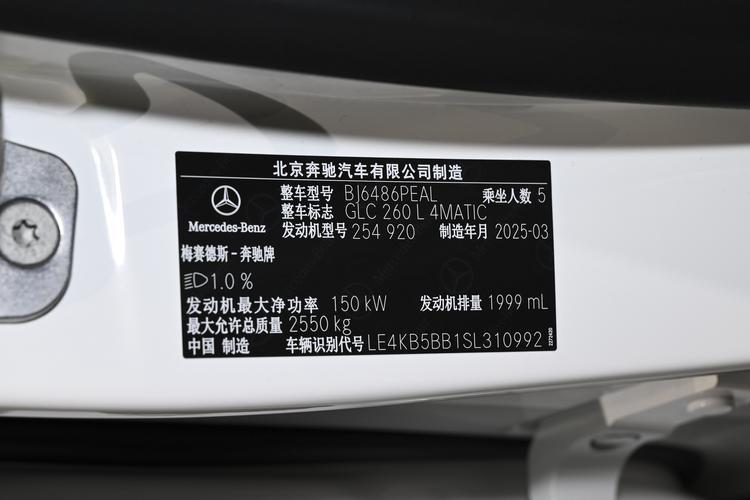 北京奔驰汽车有限公司制造
整车型号 BJ6486PEAL 乘坐人数 5
整车标志 GLC 260 L 4MATIC
Mercedes-Benz 发动机型号 254 920 制造年月 2025-03
梅赛德斯-奔驰牌
1.0 %
发动机最大净功率 150 kW 发动机排量 1999 mL
最大允许总质量 2550 kg
中国 制造 车辆识别代号 LE4KB5BB1SL310992